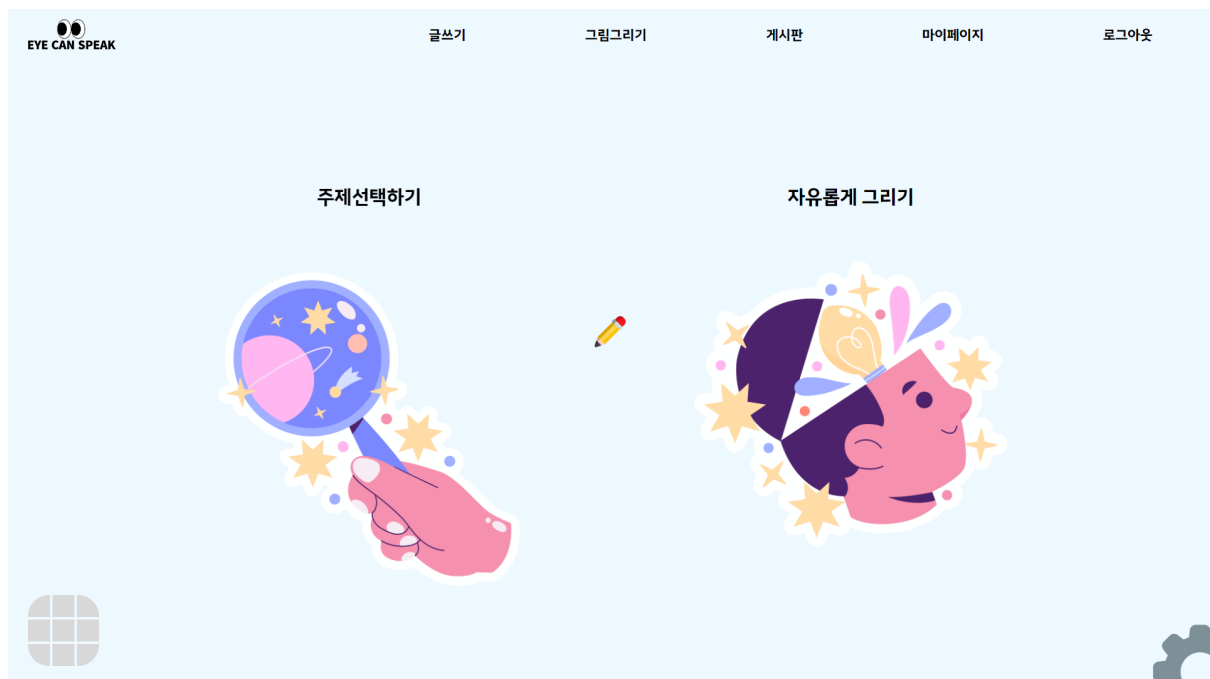 EYE CAN SPEAK
글쓰기
그림그리기
게시판
마이페이지
로그아웃
주제선택하기
자유롭게 그리기